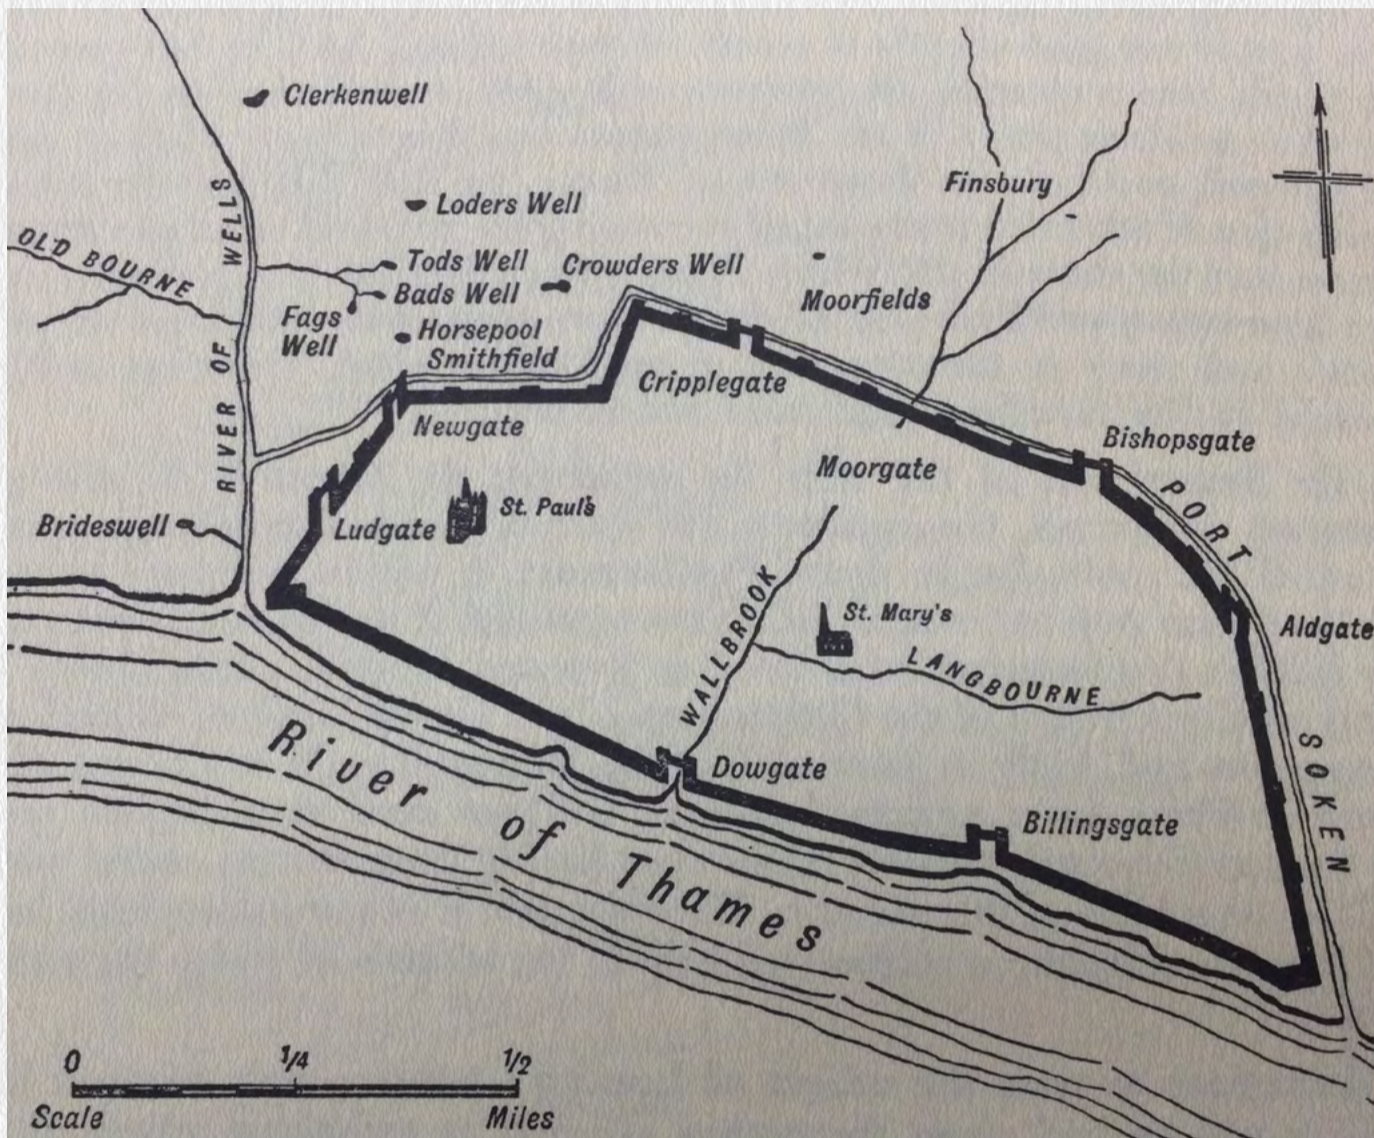 Clerkenwell
RIVER OF WELLS
OLD BOURNE
Loders Well
Tods Well
Bads Well
Fags
Well
Crowders Well
Horsepool
Smithfield
Finsbury
Moorfields
Cripplegate
Newgate
Moorgate
Bishopsgate
PORT SOKEN
St. Paul's
Ludgate
Brideswell
WALLBROOK
St. Mary's
LANGBOURNE
Aldgate
Dowgate
Billingsgate
River of Thames
0 1/4 1/2
Scale Miles